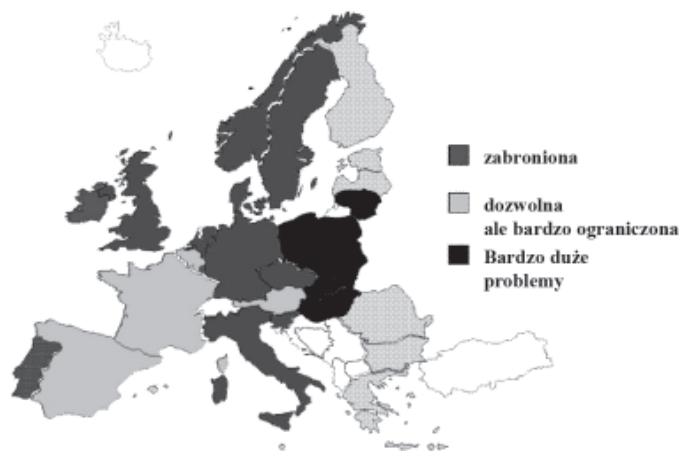 zabroniona
dozwolna
ale bardzo ograniczona
Bardzo duże
problemy